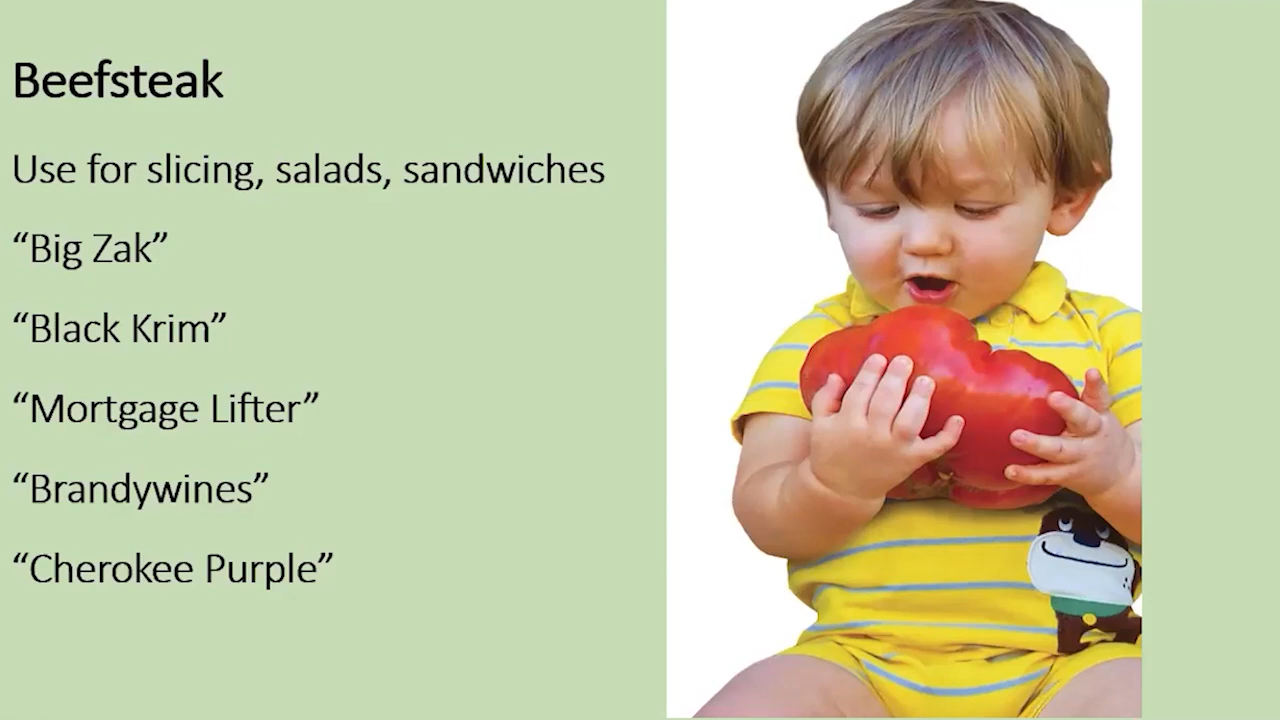 Beefsteak
Use for slicing, salads, sandwiches
“Big Zak”
“Black Krim”
“Mortgage Lifter”
“Brandywines”
“Cherokee Purple”